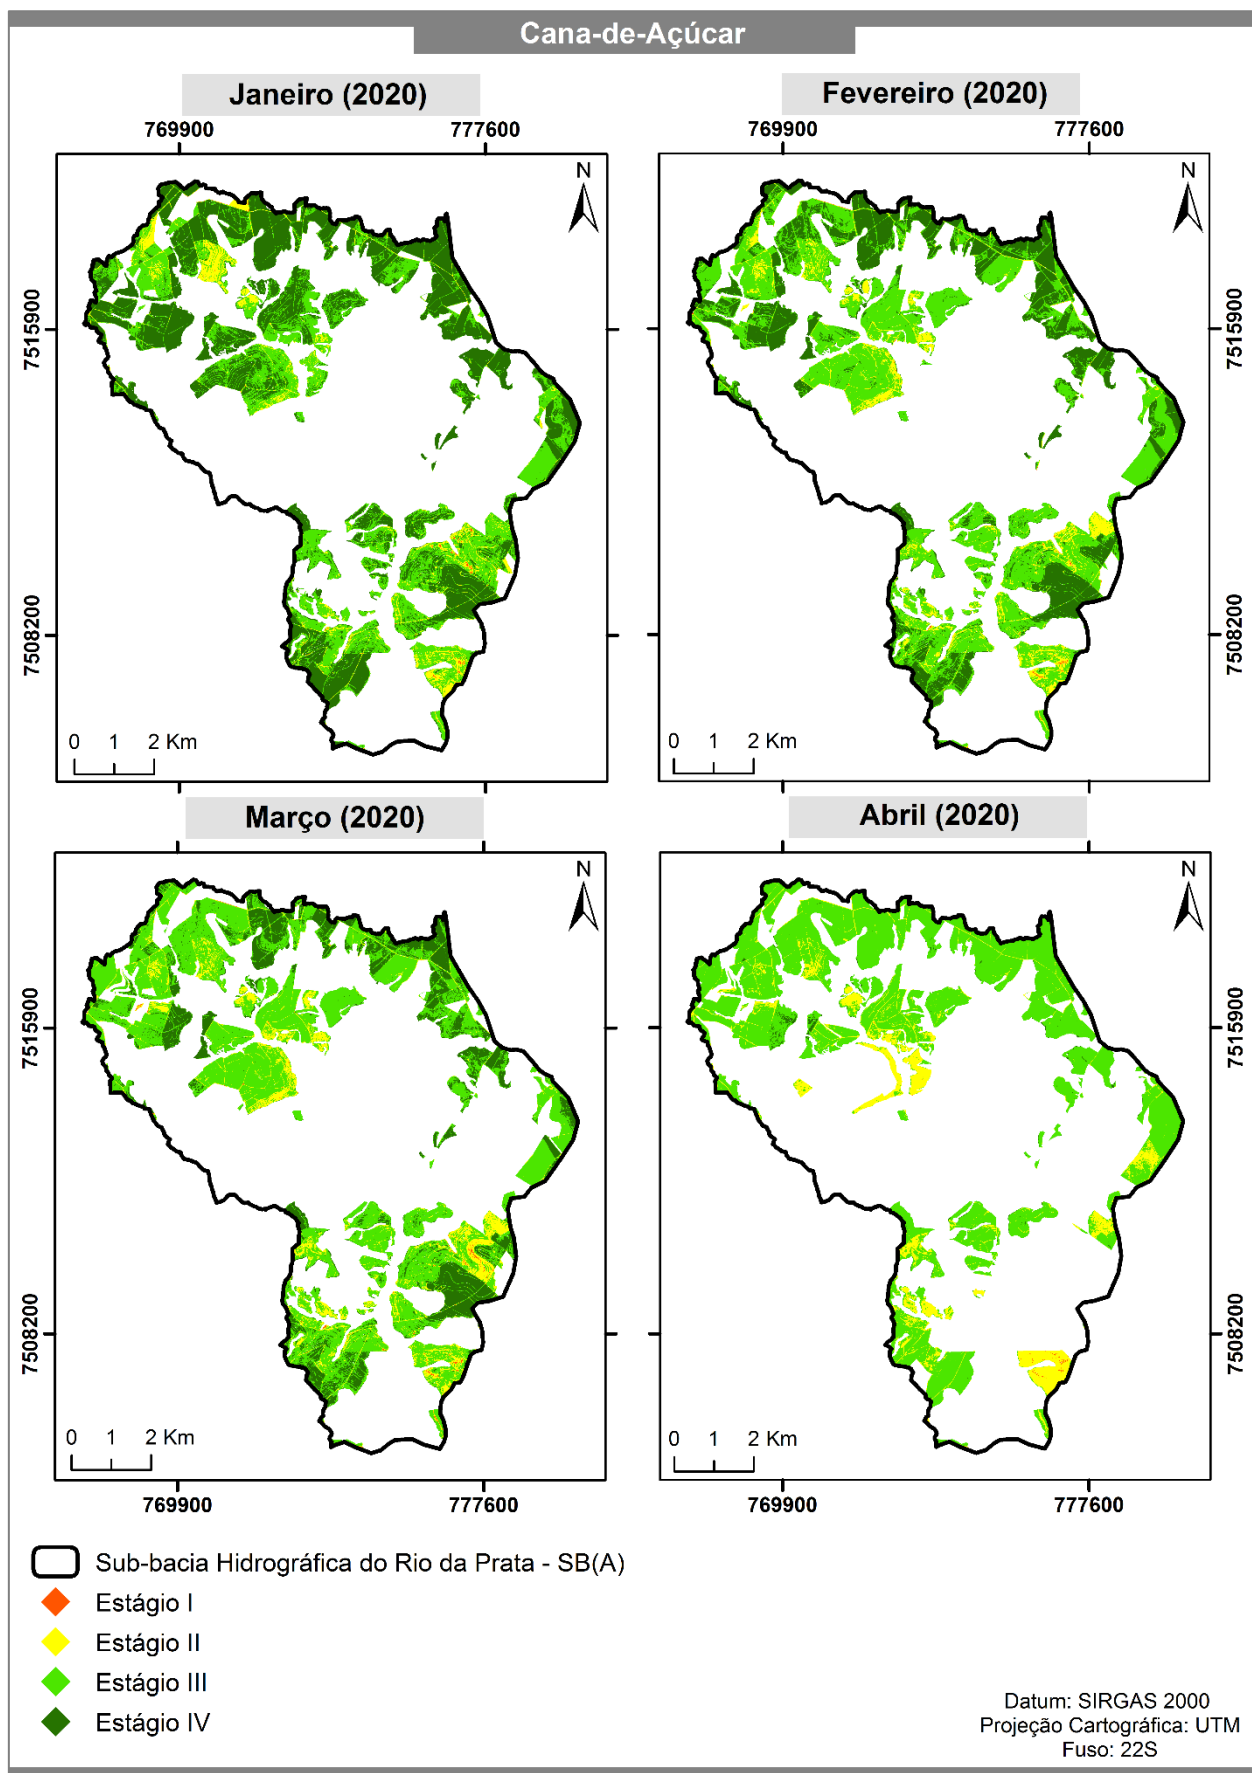 Cana-de-Açúcar
Janeiro (2020)
Fevereiro (2020)
769900 777600
769900 777600
N
N
7515900
7515900
7508200
7508200
0 1 2 Km
0 1 2 Km
Março (2020)
Abril (2020)
N
N
7515900
7515900
7508200
7508200
0 1 2 Km
0 1 2 Km
769900 777600
769900 777600
Sub-bacia Hidrográfica do Rio da Prata - SB(A)
Estágio I
Estágio II
Estágio III
Estágio IV
Datum: SIRGAS 2000
Projeção Cartográfica: UTM
Fuso: 22S